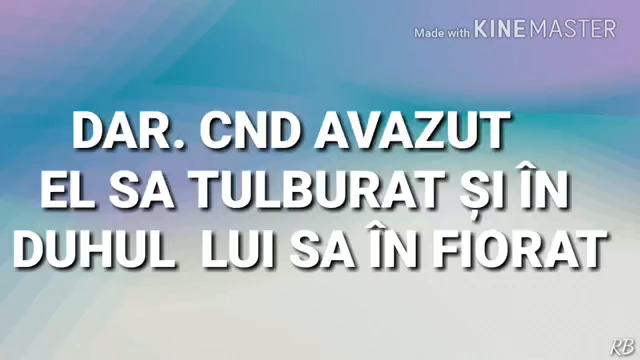 Made with KINEMASTER
DAR. CND AVAZUT
EL SA TULBURAT ȘI ÎN
DUHUL LUI SA ÎN FIORAT
RB